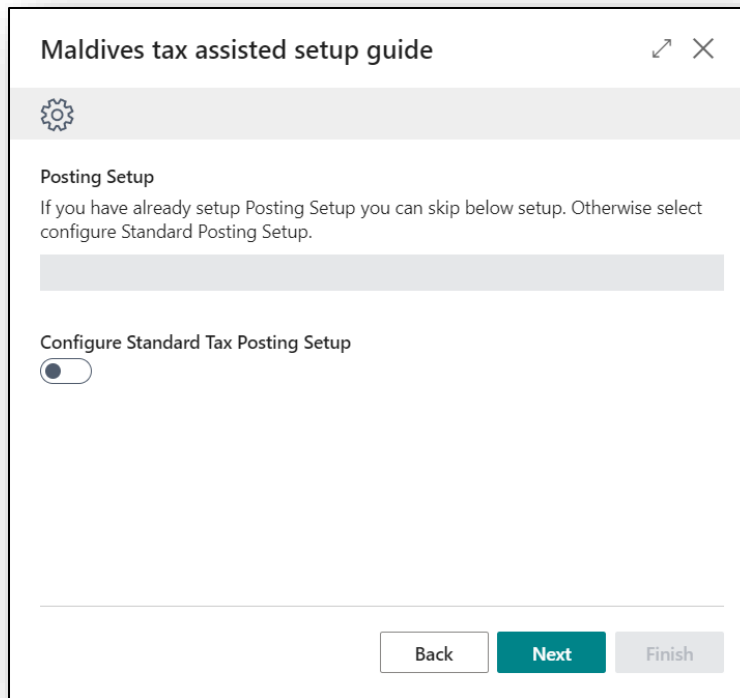 Maldives tax assisted setup guide
Posting Setup
If you have already setup Posting Setup you can skip below setup. Otherwise select
configure Standard Posting Setup.
Configure Standard Tax Posting Setup
Back Next Finish